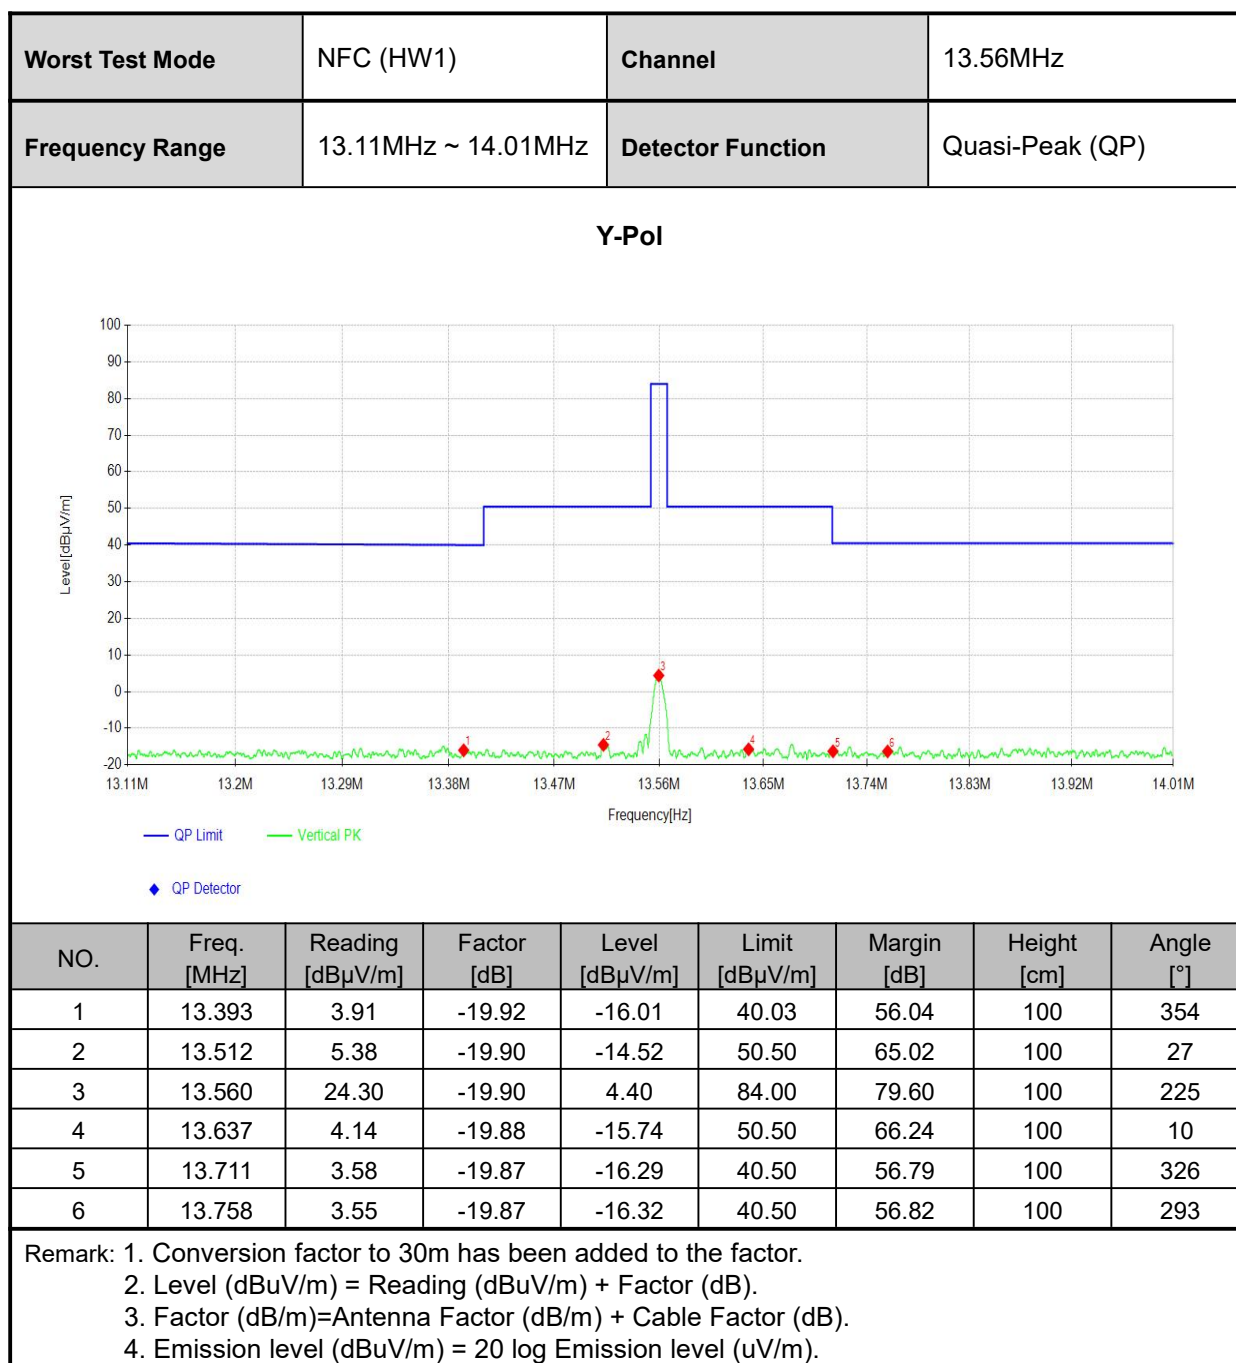 Worst Test Mode NFC (HW1) Channel 13.56MHz
Frequency Range 13.11MHz ~ 14.01MHz Detector Function Quasi-Peak (QP)
Y-Pol
100
90
80
70
60
50
40
30
20
10
0
-10
-20
Level[dBµV/m]
1
2
3
4
5
6
13.11M 13.2M 13.29M 13.38M 13.47M 13.56M 13.65M 13.74M 13.83M 13.92M 14.01M
Frequency[Hz]
QP Limit Vertical PK
QP Detector
NO. Freq. [MHz] Reading [dBµV/m] Factor [dB] Level [dBµV/m] Limit [dBµV/m] Margin [dB] Height [cm] Angle [°]
1 13.393 3.91 -19.92 -16.01 40.03 56.04 100 354
2 13.512 5.38 -19.90 -14.52 50.50 65.02 100 27
3 13.560 24.30 -19.90 4.40 84.00 79.60 100 225
4 13.637 4.14 -19.88 -15.74 50.50 66.24 100 10
5 13.711 3.58 -19.87 -16.29 40.50 56.79 100 326
6 13.758 3.55 -19.87 -16.32 40.50 56.82 100 293
Remark: 1. Conversion factor to 30m has been added to the factor.
2. Level (dBuV/m) = Reading (dBuV/m) + Factor (dB).
3. Factor (dB/m)=Antenna Factor (dB/m) + Cable Factor (dB).
4. Emission level (dBuV/m) = 20 log Emission level (uV/m).